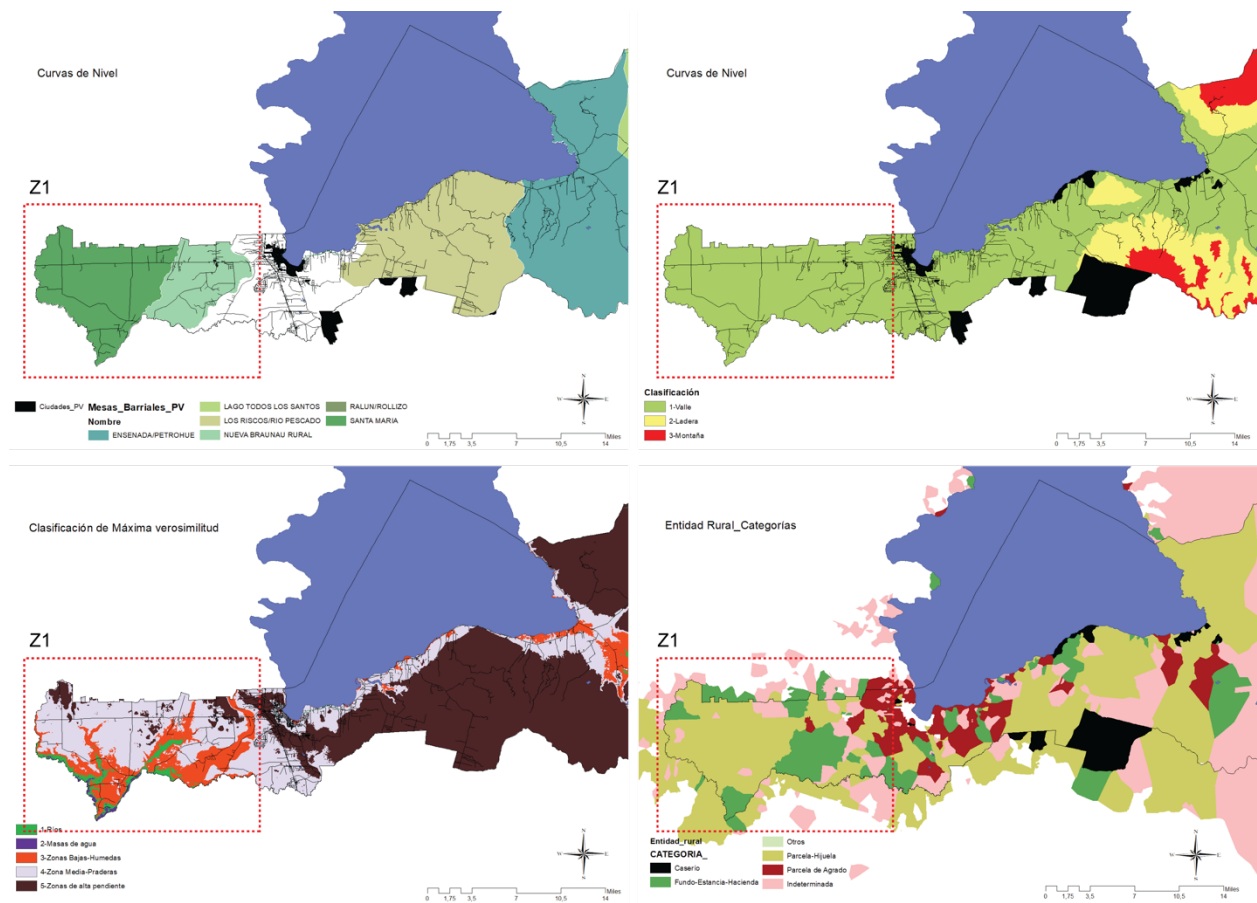 Curvas de Nivel
Z1
Ciudades_PV
Mesas_Barriales_PV
Nombre
ENSENADA/PETROHUE
LAGO TODOS LOS SANTOS
LOS RISCOS/RIO PESCADO
NUEVA BRAUNAU RURAL
RALUN/ROLLIZO
SANTA MARIA
N
W E
S
0 1,75 3,5 7 10,5 14
Miles
Curvas de Nivel
Z1
Clasificación
1-Valle
2-Ladera
3-Montaña
N
W E
S
0 1,75 3,5 7 10,5 14
Miles
Clasificación de Máxima verosimilitud
Z1
1-Ríos
2-Masas de agua
3-Zonas Bajas-Humedas
4-Zona Media-Praderas
5-Zonas de alta pendiente
N
W E
S
0 1,75 3,5 7 10,5 14
Miles
Entidad Rural_Categorías
Z1
Entidad_rural
CATEGORIA_
Caserio
Fundo-Estancia-Hacienda
Otros
Parcela-Hijuela
Parcela de Agrado
Indeterminada
N
W E
S
0 1,75 3,5 7 10,5 14
Miles